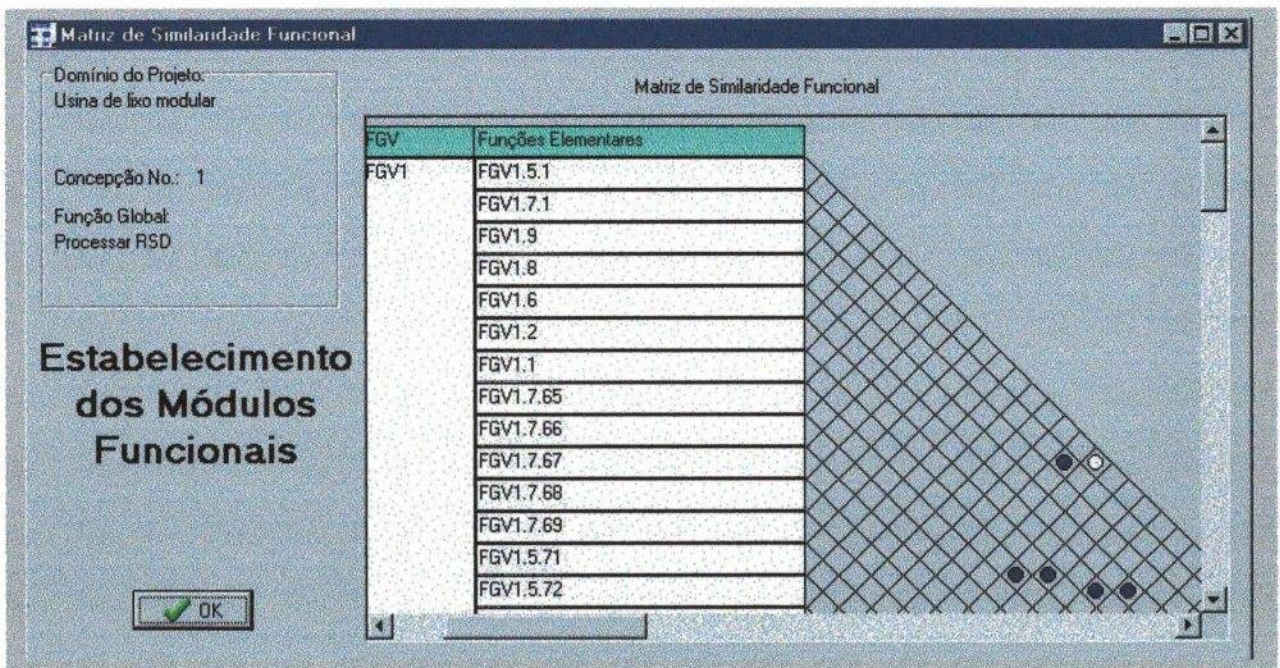 Matriz de Similaridade Funcional
Domínio do Projeto:
Usina de lixo modular
Concepção No.: 1
Função Global:
Processar RSD
Estabelecimento
dos Módulos
Funcionais
OK
Matriz de Similaridade Funcional
FGV Funções Elementares
FGV1 FGV1.5.1
FGV1.7.1
FGV1.9
FGV1.8
FGV1.6
FGV1.2
FGV1.1
FGV1.7.65
FGV1.7.66
FGV1.7.67
FGV1.7.68
FGV1.7.69
FGV1.5.71
FGV1.5.72